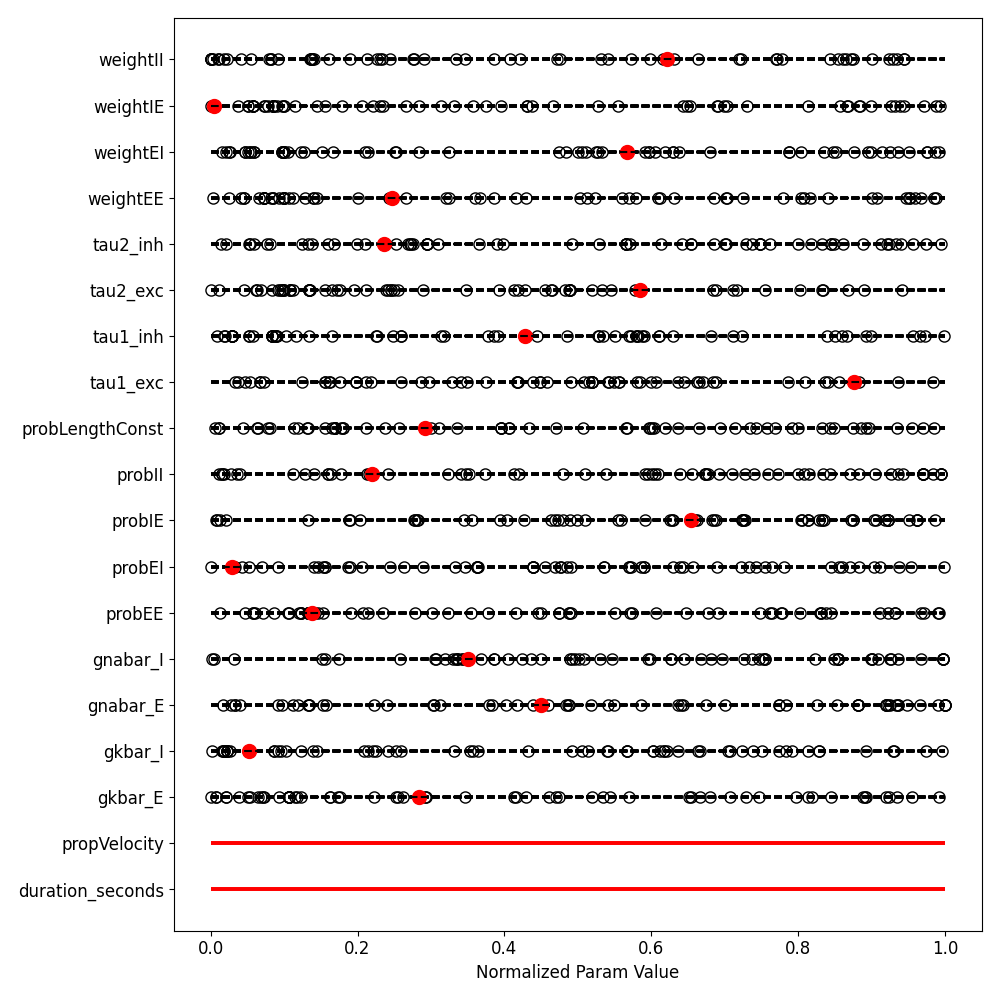 weightII
weightIE
weightEI
weightEE
tau2_inh
tau2_exc
tau1_inh
tau1_exc
probLengthConst
probII
probIE
probEI
probEE
gnabar_I
gnabar_E
gkbar_I
gkbar_E
propVelocity
duration_seconds
0.0 0.2 0.4 0.6 0.8 1.0
Normalized Param Value